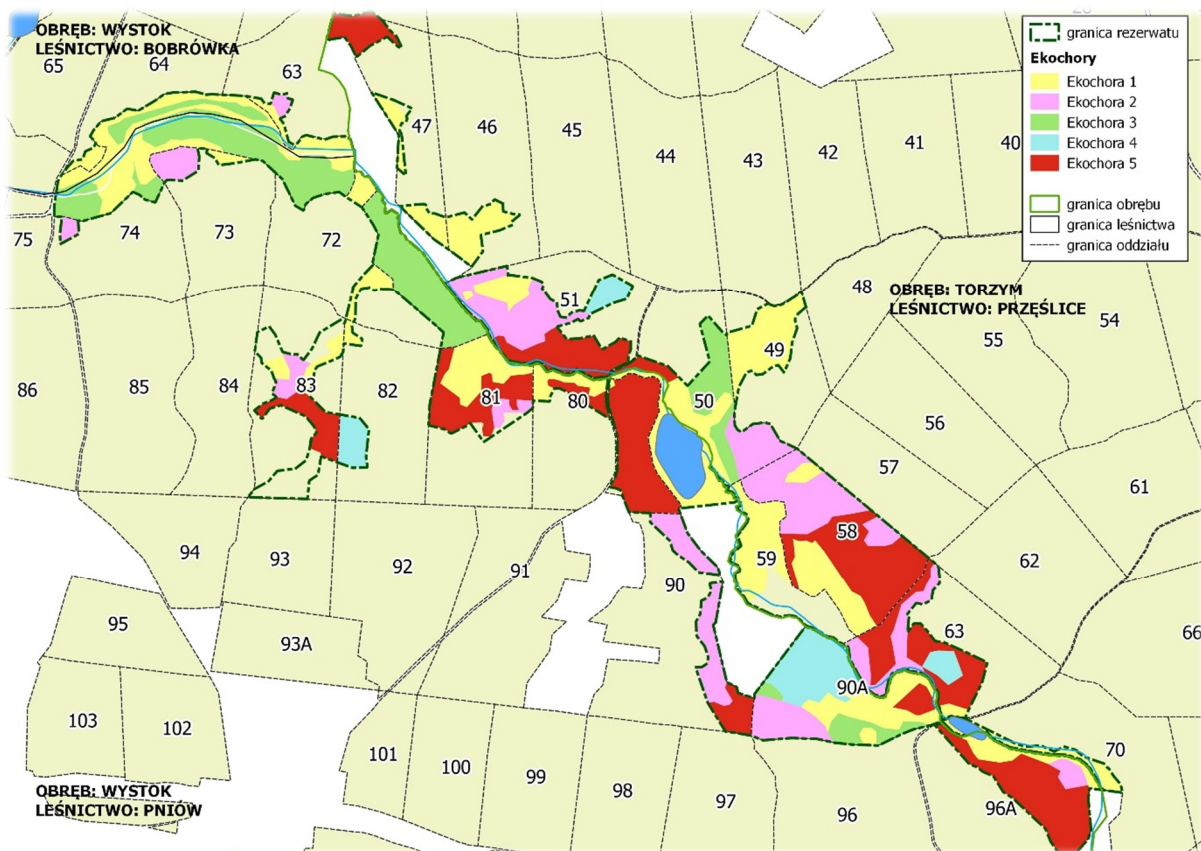 OBRĘB: WYSTOK
LEŚNICTWO: BOBRÓWKA
65
64
63
47
46
45
44
43
42
41
40
granica rezerwatu
Ekochory
Ekochora 1
Ekochora 2
Ekochora 3
Ekochora 4
Ekochora 5
granica obrębu
granica leśnictwa
granica oddziału
75
74
73
72
51
48
OBRĘB: TORZYM
LEŚNICTWO: PRZĘŚLICE
54
55
49
50
86
85
84
83
82
81
80
56
57
61
58
59
62
94
93
92
91
90
95
93A
63
66
90A
103
102
101
100
99
98
97
96
96A
70
OBRĘB: WYSTOK
LEŚNICTWO: PNIÓW